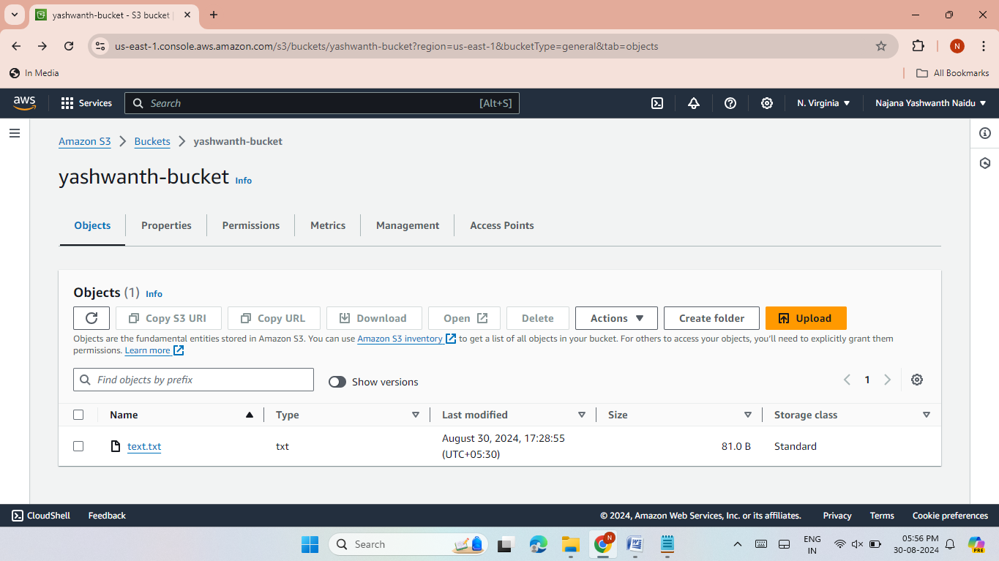 yashwanth-bucket - S3 bucket
us-east-1.console.aws.amazon.com/s3/buckets/yashwanth-bucket?region=us-east-1&bucketType=general&tab=objects
N
In Media
All Bookmarks
aws
Services
Search
[Alt+S]
N. Virginia
Najana Yashwanth Naidu
Amazon S3
Buckets
yashwanth-bucket
yashwanth-bucket Info
Objects
Properties
Permissions
Metrics
Management
Access Points
Objects (1) Info
Copy S3 URI
Copy URL
Download
Open
Delete
Actions
Create folder
Upload
Objects are the fundamental entities stored in Amazon S3. You can use Amazon S3 inventory to get a list of all objects in your bucket. For others to access your objects, you'll need to explicitly grant them
permissions. Learn more
Find objects by prefix
Show versions
1
Name
Type
Last modified
Size
Storage class
text.txt
txt
August 30, 2024, 17:28:55
(UTC+05:30)
81.0 B
Standard
CloudShell
Feedback
© 2024, Amazon Web Services, Inc. or its affiliates.
Privacy
Terms
Cookie preferences
Search
N
W
ENG
IN
05:56 PM
30-08-2024
PRE